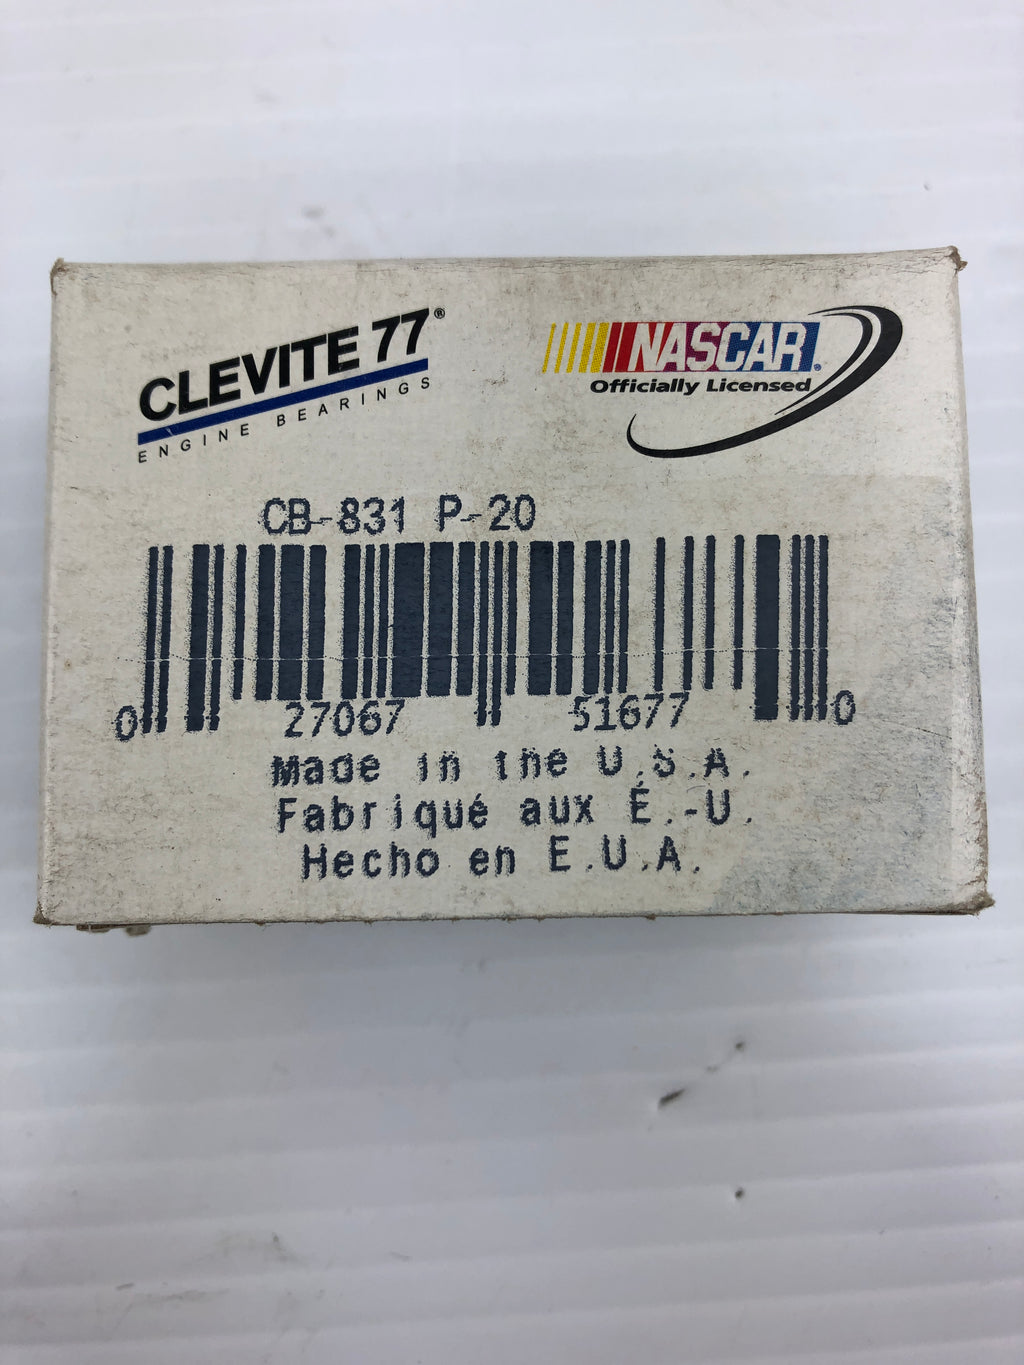 CLEVITE 77®
ENGINE BEARINGS
NASCAR®
Officially Licensed
CB-831 P-20
0 27067 51677 0
Made in the U.S.A.
Fabriqué aux É.-U.
Hecho en E.U.A.